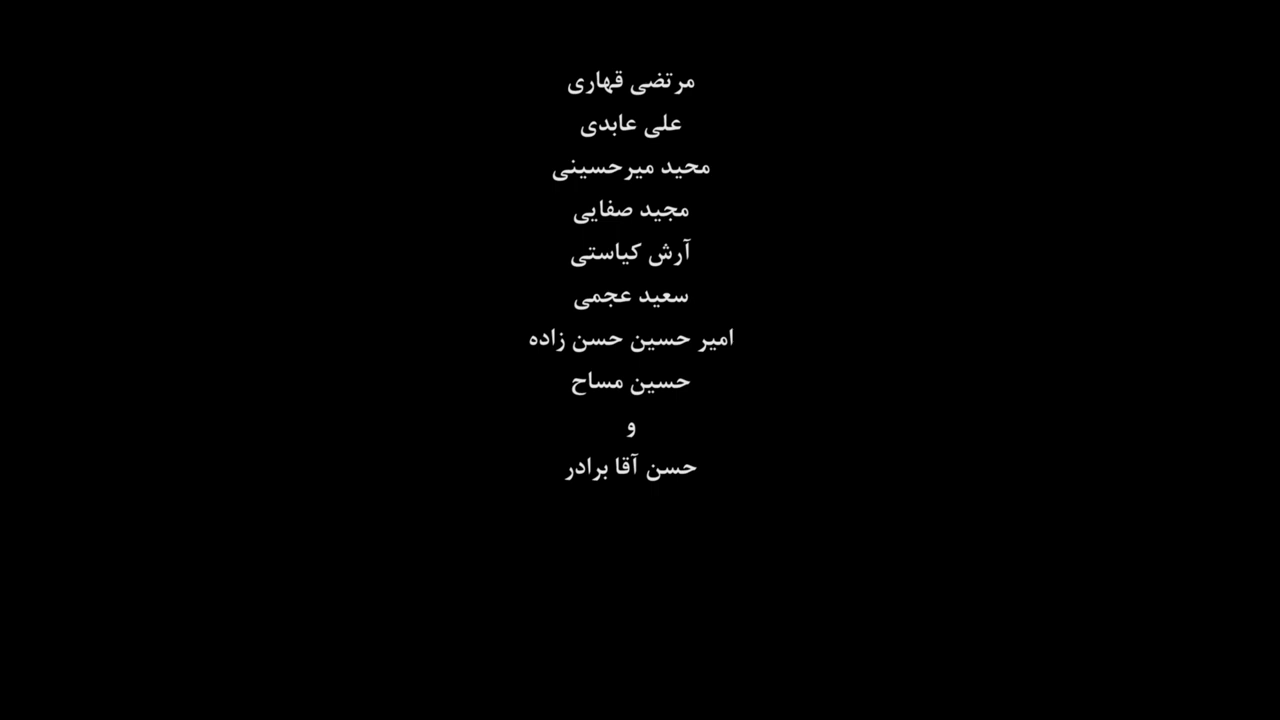 مرتضی قهاری
علی عابدی
محید میرحسینی
مجید صفایی
آرش کیاستی
سعید عجمی
امیر حسین حسن زاده
حسین مساح
و
حسن آقا برادر